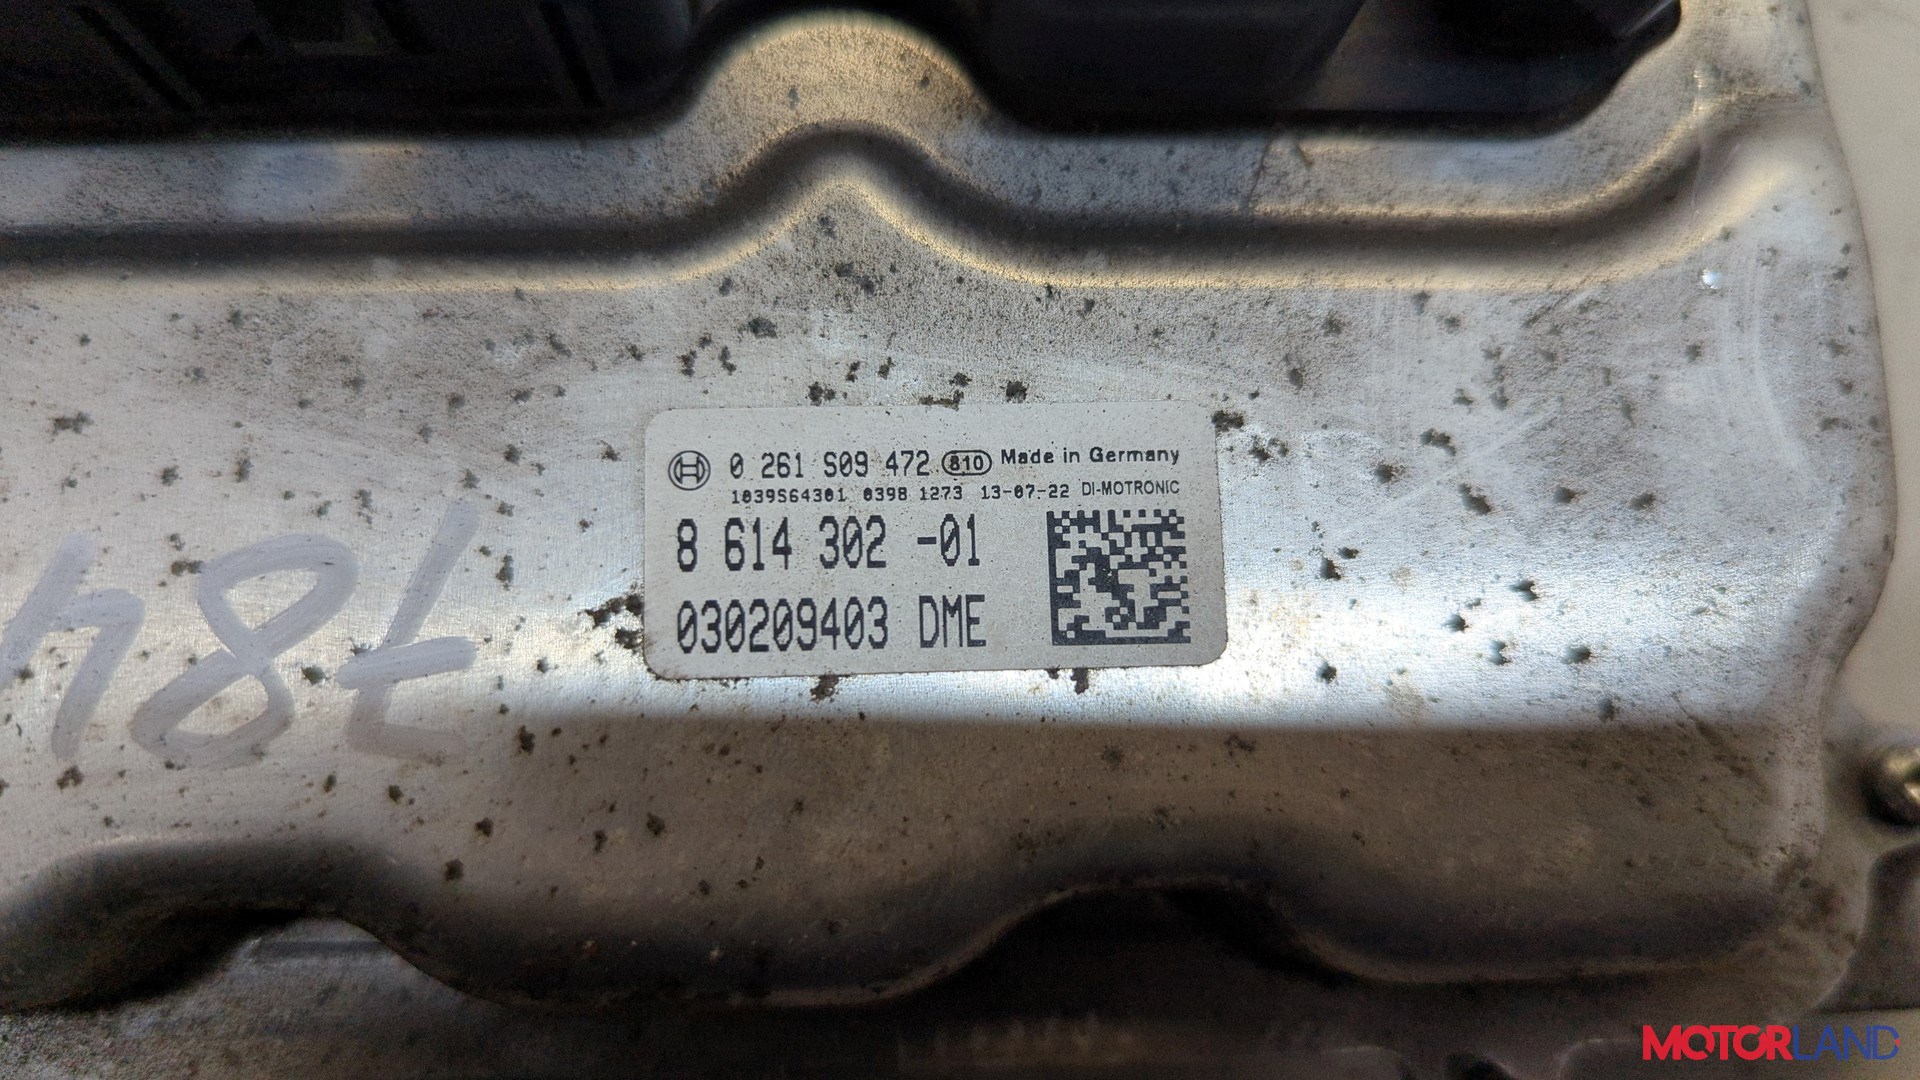 0 261 S09 472 810 Made in Germany
1039S64301 0398 1273 13-07-22 DI-MOTRONIC
8 614 302 -01
030209403 DME
784
MOTORLAND